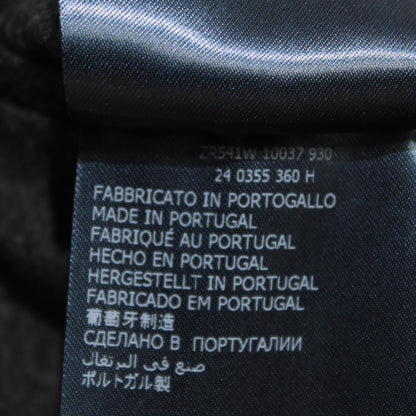 ZR541W 10037 930
24 0355 360 H
FABBRICATO IN PORTOGALLO
MADE IN PORTUGAL
FABRIQUÉ AU PORTUGAL
HECHO EN PORTUGAL
HERGESTELLT IN PORTUGAL
FABRICADO EM PORTUGAL
葡萄牙制造
СДЕЛАНО В ПОРТУГАЛИИ
صنع في البرتغال
ポルトガル製